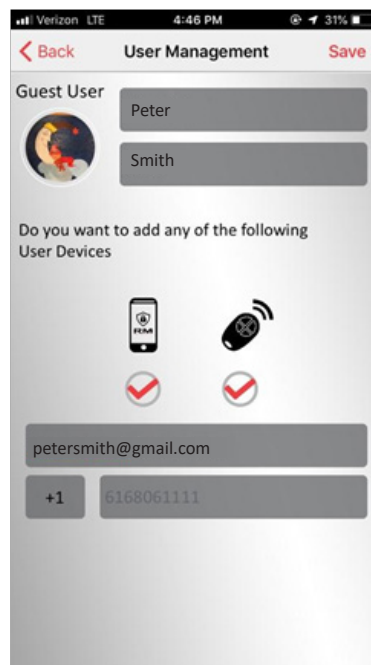 Verizon LTE 4:46 PM 31%
Back User Management Save
Guest User
Peter
Smith
Do you want to add any of the following
User Devices
RM
petersmith@gmail.com
+1 6168061111